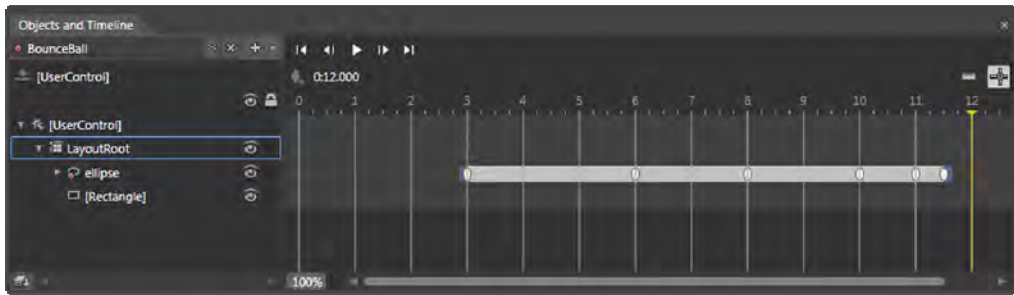 Objects and Timeline
BounceBall
[UserControl]
0:12.000
0 1 2 3 4 5 6 7 8 9 10 11 12
[UserControl]
LayoutRoot
ellipse
[Rectangle]
100%